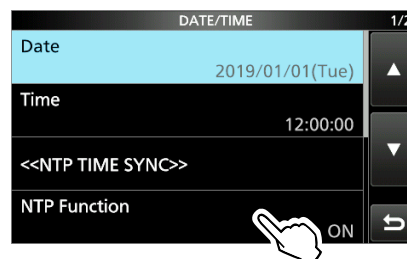 DATE/TIME 1/2
Date
2019/01/01(Tue)
Time
12:00:00
<<NTP TIME SYNC>>
NTP Function
ON